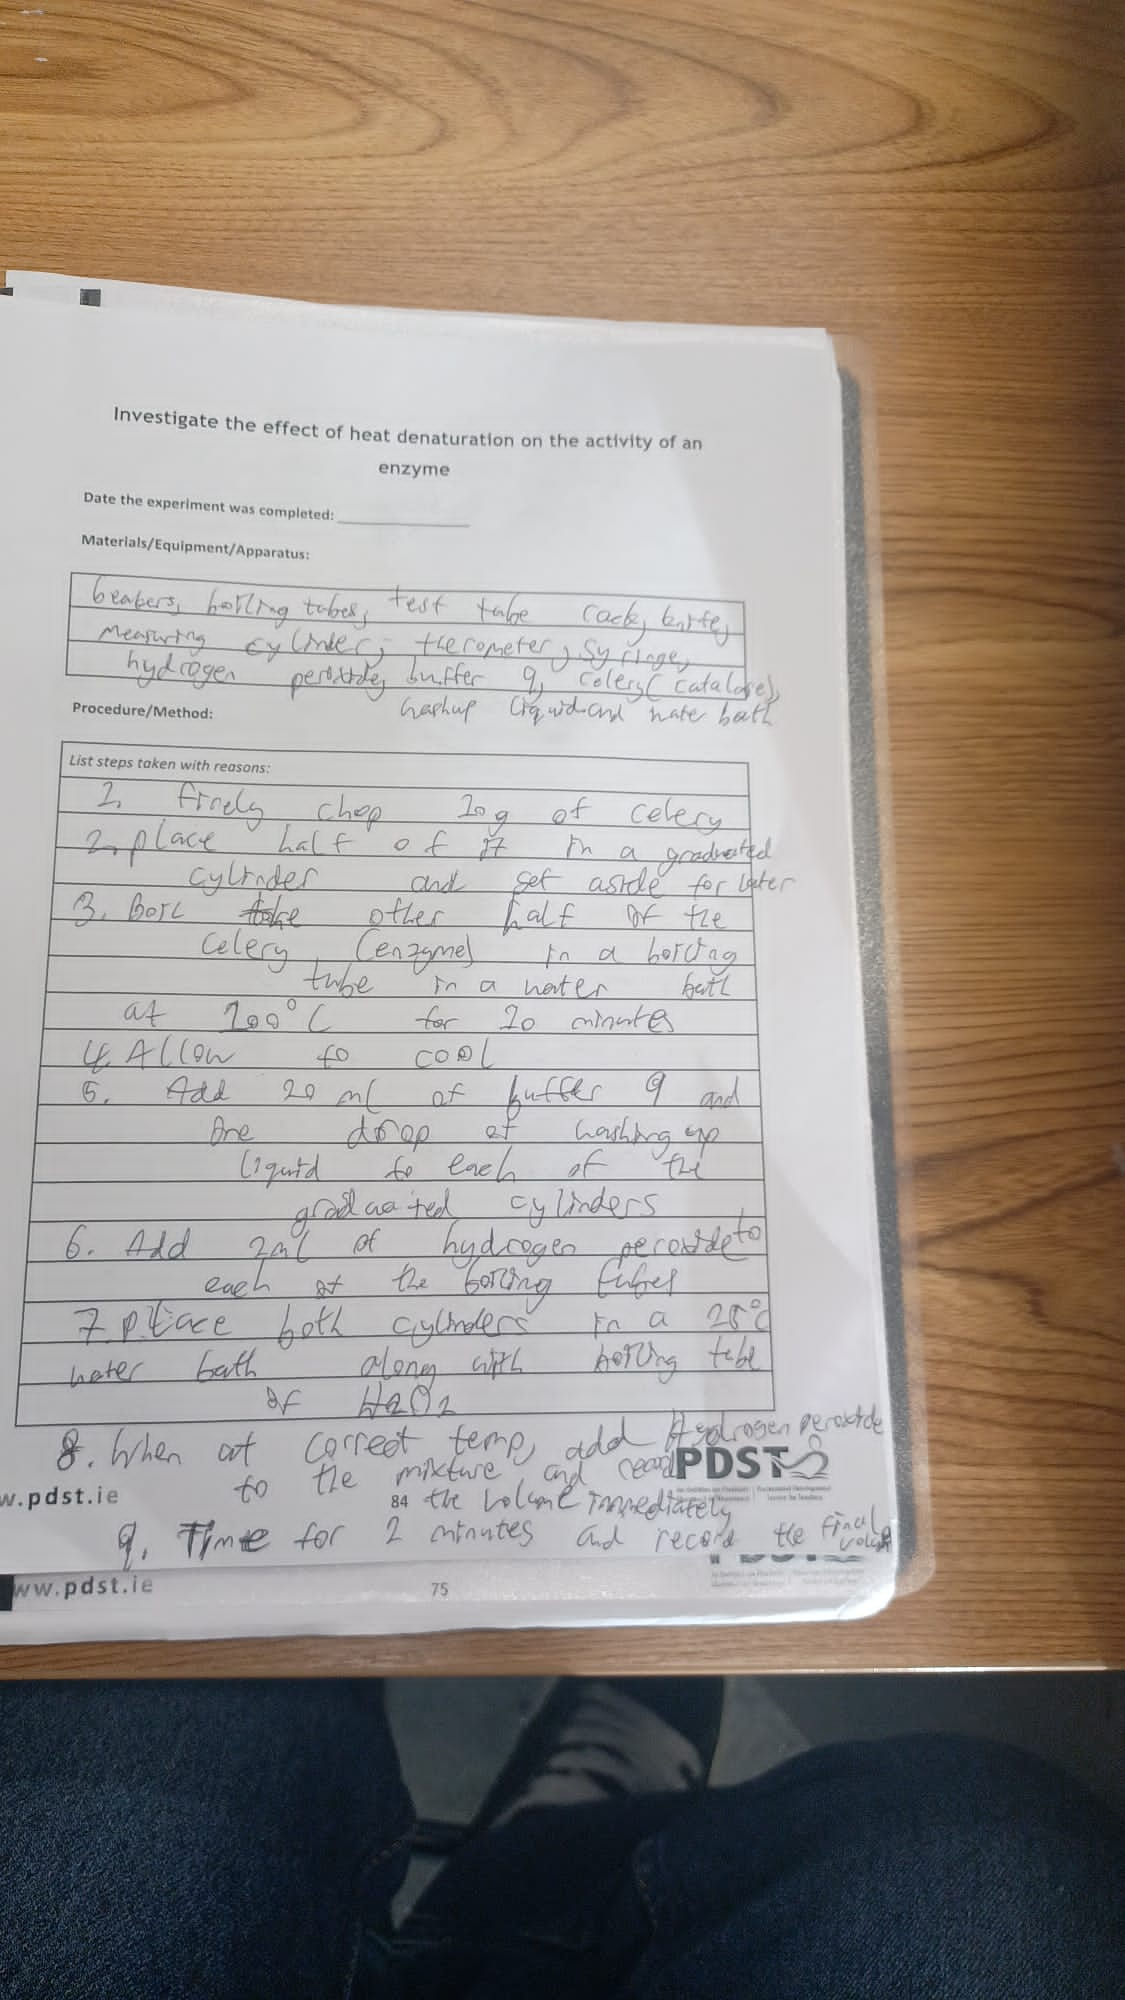 Investigate the effect of heat denaturation on the activity of an
enzyme
Date the experiment was completed:
Materials/Equipment/Apparatus:
beakers, boiling tubes, test tube rack, knife,
measuring cylinder, therometer, syringe,
hydrogen peroxide, buffer 9, celery (catalase),
washup liquid and water bath
Procedure/Method:
List steps taken with reasons:
1. finely chop 10g of celery
2. place half of it in a graduated
cylinder and set aside for later
3. Boil other half of the
celery (enzyme) in a boiling
tube in a water bath
at 100°C for 10 minutes
4. Allow to cool
5. Add 20 ml of buffer 9 and
one drop of washing up
liquid to each of the
graduated cylinders
6. Add 2ml of hydrogen peroxide to
each of the boiling tubes
7. place both cylinders in a 25°C
water bath along with boiling tube
of H2O2
8. When at correct temp, add Hydrogen peroxide
to the mixture, and read PDST
w.pdst.ie 84 the volume immediately
9. Time for 2 minutes and record the final
volume
ww.pdst.ie 75